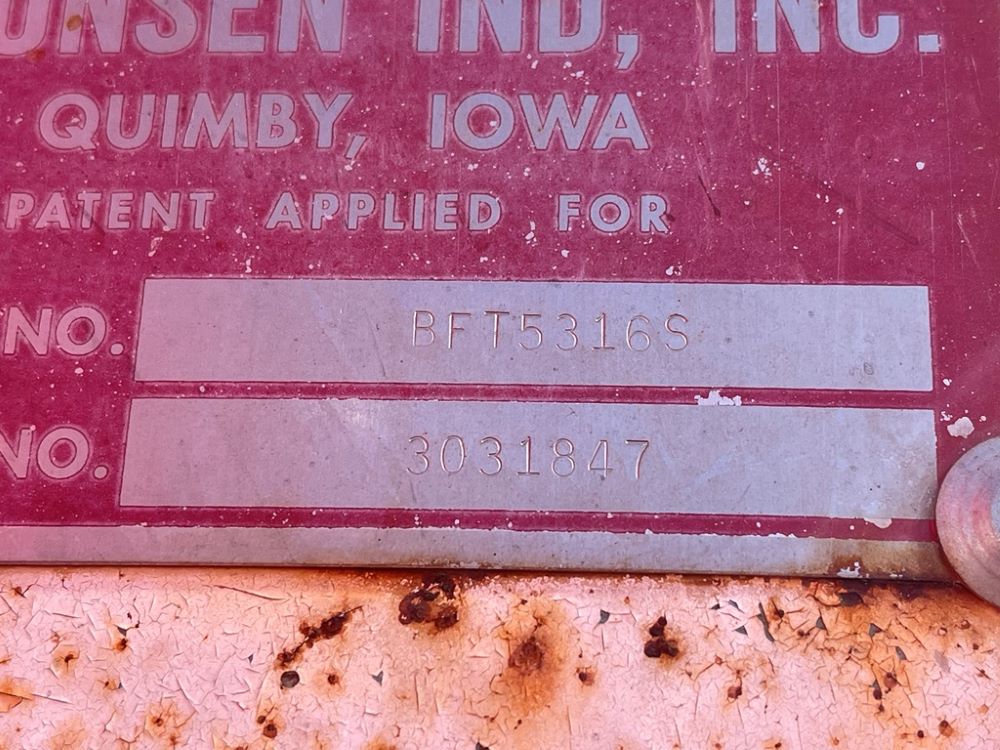 UNSEN IND, INC.
QUIMBY, IOWA
PATENT APPLIED FOR
NO. BFT5316S
NO. 3031847